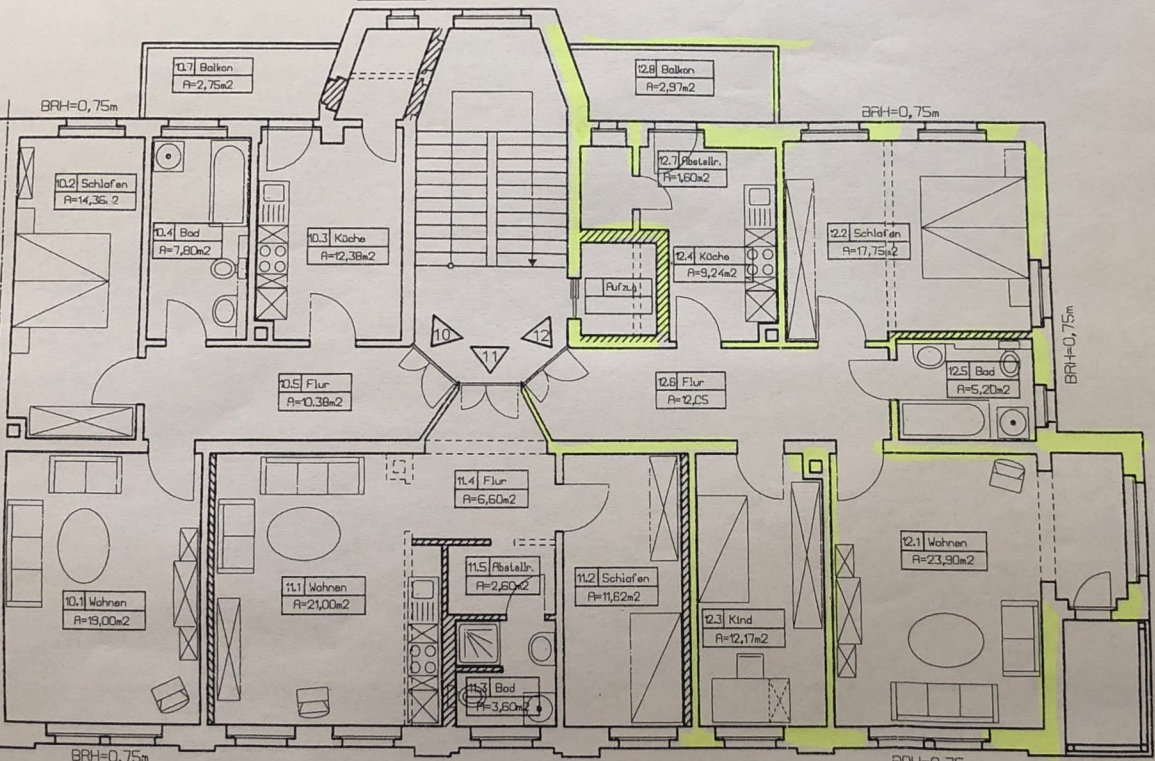 10.7 Balkon
A=2,75m2
12.8 Balkon
A=2,97m2
BRH=0,75m
BRH=0,75m
10.2 Schlafen
10.4 Bad
A=7,80m2
10.3 Küche
A=12,38m2
12.7 Abstellr.
A=1,60m2
12.4 Küche
A=9,24m2
Aufzug
12.2 Schlafen
A=17,75m2
10
11
12
BRH=0,75m
10.5 Flur
A=10.38m2
12.6 Flur
12.5 Bad
A=5,20m2
11.4 Flur
A=6,60m2
11.5 Abstellr.
A=2,60m2
11.2 Schlafen
A=11,62m2
12.1 Wohnen
A=23,90m2
10.1 Wohnen
A=19,00m2
11.1 Wohnen
A=21,00m2
12.3 Kind
A=12,17m2
11.3 Bad
A=3,60m2
BRH=0,75m